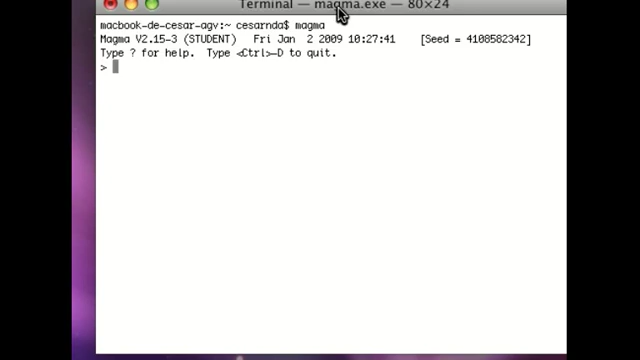 Terminal — magma.exe — 80×24
macbook-de-cesar-agv:~ cesarnda$ magma
Magma V2.15-3 (STUDENT)   Fri Jan  2 2009 10:27:41    [Seed = 4108582342]
Type ? for help.  Type <Ctrl>-D to quit.
>